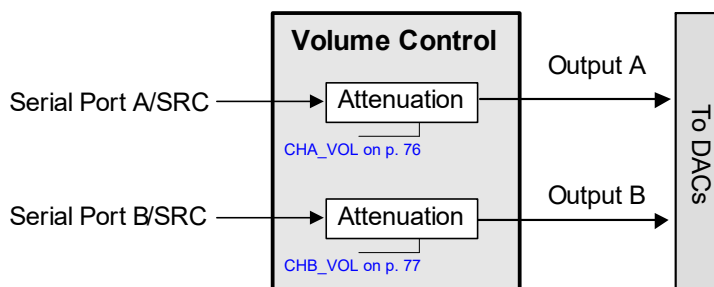 Volume Control
Serial Port A/SRC
Attenuation
Output A
CHA_VOL on p. 76
Serial Port B/SRC
Attenuation
Output B
CHB_VOL on p. 77
To DACs